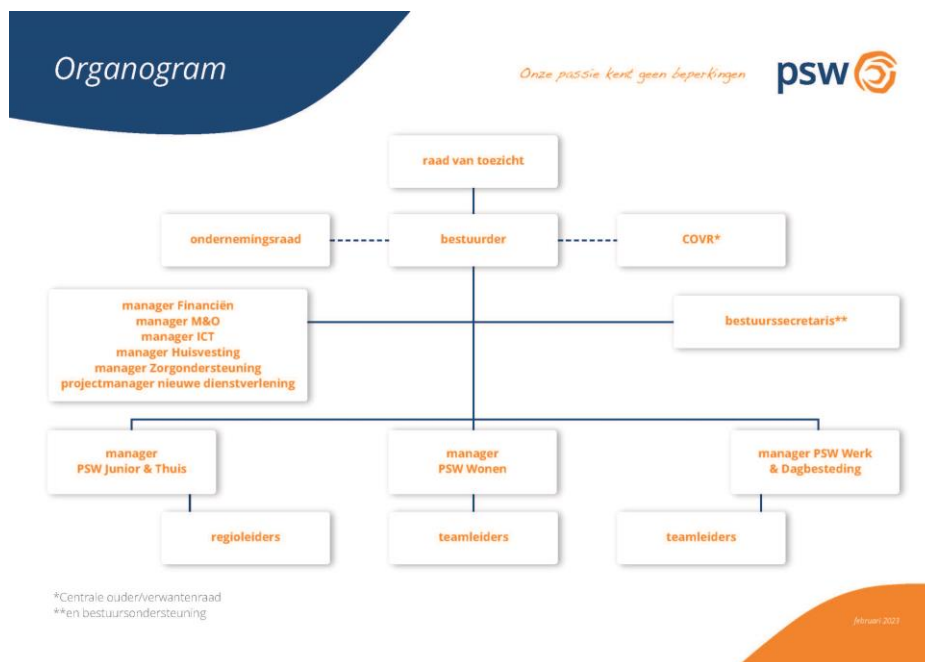 Organogram
Onze passie kent geen beperkingen
psw
raad van toezicht
ondernemingsraad
bestuurder
COVR*
manager Financiën
manager M&O
manager ICT
manager Huisvesting
manager Zorgondersteuning
projectmanager nieuwe dienstverlening
bestuurssecretaris**
manager
PSW Junior & Thuis
manager
PSW Wonen
manager PSW Werk
& Dagbesteding
regioleiders
teamleiders
teamleiders
*Centrale ouder/verwantenraad
**en bestuursondersteuning
februari 2023